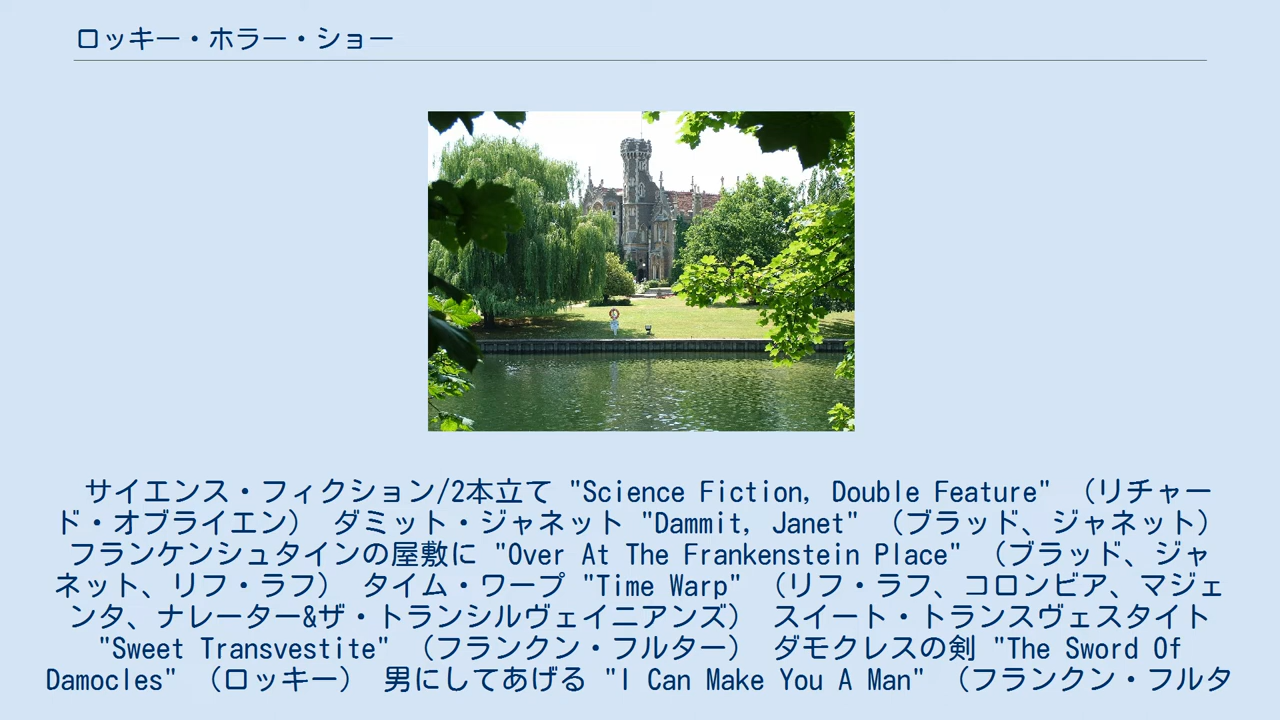 ロッキー・ホラー・ショー
サイエンス・フィクション/2本立て "Science Fiction, Double Feature" （リチャー
ド・オブライエン） ダミット・ジャネット "Dammit, Janet" （ブラッド、ジャネット）
フランケンシュタインの屋敷に "Over At The Frankenstein Place" （ブラッド、ジャ
ネット、リフ・ラフ） タイム・ワープ "Time Warp" （リフ・ラフ、コロンビア、マジェ
ンタ、ナレーター&ザ・トランシルヴェイニアンズ） スイート・トランスヴェスタイト
"Sweet Transvestite" （フランクン・フルター） ダモクレスの剣 "The Sword Of
Damocles" （ロッキー） 男にしてあげる "I Can Make You A Man" （フランクン・フルタ